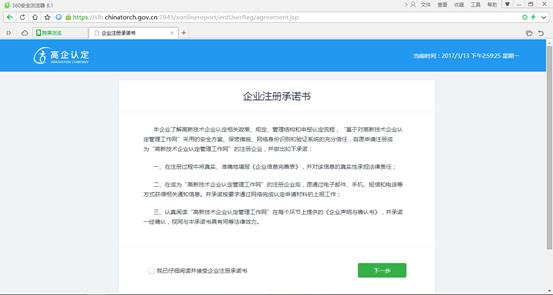 360安全浏览器 8.1
文件 查看 收藏 工具 帮助
https://sfb.chinatorch.gov.cn:7843/xonlinereport/entUserReg/agreement.jsp
企业注册承诺书
高企认定
INNOVATION COMPANY
当前时间：2017/3/13 下午2:59:25 星期一
企业注册承诺书
本企业了解高新技术企业认定相关政策、规定、管理结构和申报认定流程，“基于对高新技术企业认
定管理工作网”采用的安全方案、保密措施、网络身份识别和验证系统的充分信任，自愿申请注册成
为“高新技术企业认定管理工作网”的注册企业，并做出如下承诺：
一、在注册过程中将真实、准确地填报《企业信息完善表》，并对该信息的真实性承担法律责任；
二、在成为“高新技术企业认定管理工作网”的注册企业后，愿通过电子邮件、手机、短信和电话等
方式获得相关通知信息。并承诺按要求通过网络完成认定申请材料的上报工作；
三、认真阅读“高新技术企业认定管理工作网”在每个环节上提供的《企业声明与确认书》，并承诺
一经确认，视同与本承诺书具有同等法律效力。
我已仔细阅读并接受企业注册承诺书
下一步